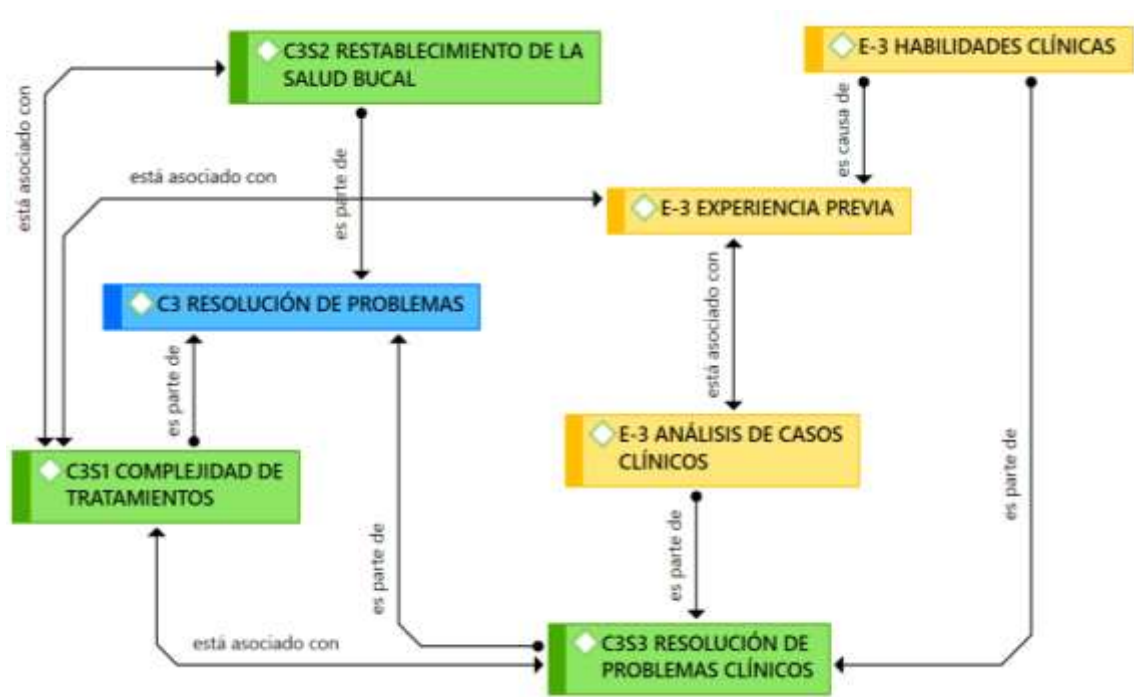 C3S2 RESTABLECIMIENTO DE LA
SALUD BUCAL
E-3 HABILIDADES CLÍNICAS
está asociado con
es parte de
es causa de
está asociado con
E-3 EXPERIENCIA PREVIA
C3 RESOLUCIÓN DE PROBLEMAS
está asociado con
es parte de
E-3 ANÁLISIS DE CASOS
CLÍNICOS
C3S1 COMPLEJIDAD DE
TRATAMIENTOS
es parte de
es parte de
es parte de
está asociado con
C3S3 RESOLUCIÓN DE
PROBLEMAS CLÍNICOS